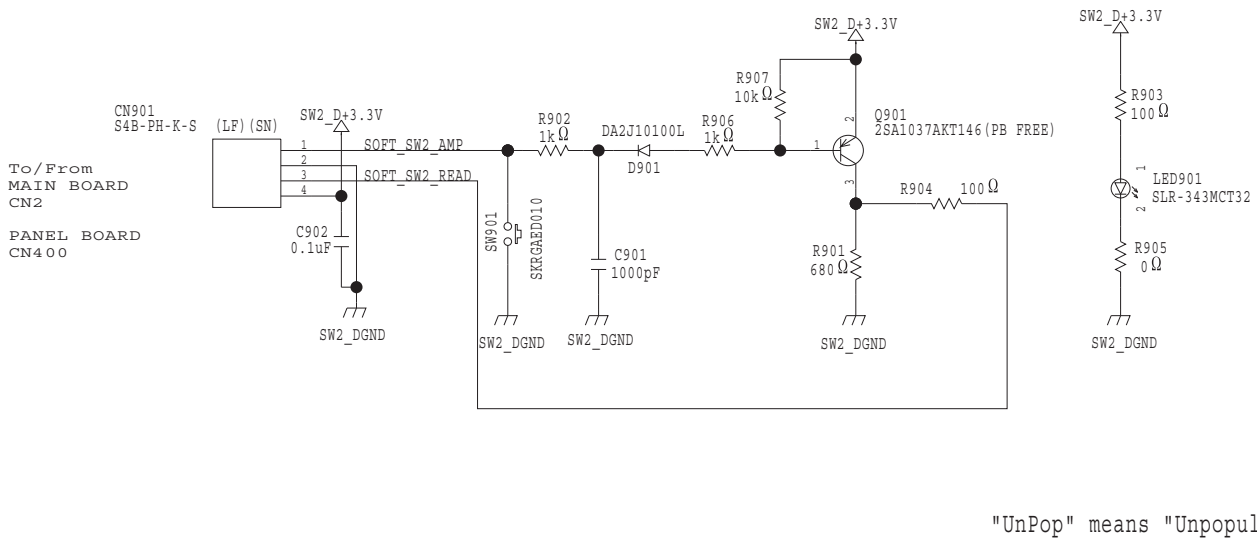 SW2_D+3.3V
SW2_D+3.3V
CN901
S4B-PH-K-S (LF)(SN)
SW2_D+3.3V
R907
10kΩ
R903
100Ω
Q901
2SA1037AKT146(PB FREE)
R902
1kΩ
DA2J10100L
D901
R906
1kΩ
1
2
3
4
SOFT_SW2_AMP
SOFT_SW2_READ
1
2
3
To/From
MAIN BOARD
CN2
PANEL BOARD
CN400
R904 100Ω
1
2
LED901
SLR-343MCT32
C902
0.1uF
SW901
SKRGAED010
C901
1000pF
R901
680Ω
R905
0Ω
SW2_DGND
SW2_DGND
SW2_DGND
SW2_DGND
SW2_DGND
"UnPop" means "Unpopul